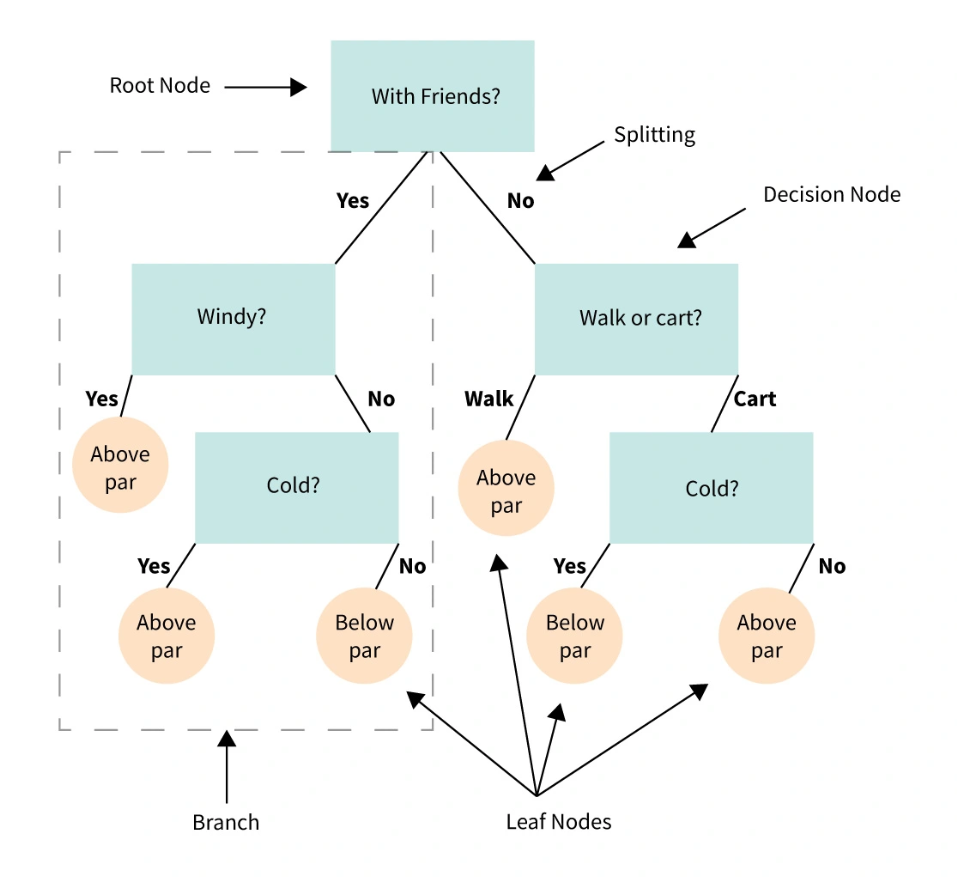 Root Node
With Friends?
Splitting
Yes
No
Decision Node
Windy?
Walk or cart?
Yes
No
Walk
Cart
Above
par
Cold?
Above
par
Cold?
Yes
No
Yes
No
Above
par
Below
par
Below
par
Above
par
Branch
Leaf Nodes